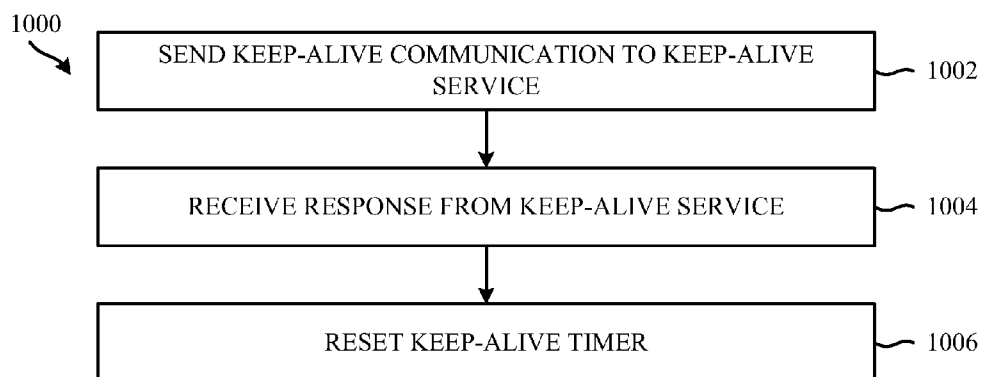 1000
SEND KEEP-ALIVE COMMUNICATION TO KEEP-ALIVE
SERVICE
1002
RECEIVE RESPONSE FROM KEEP-ALIVE SERVICE
1004
RESET KEEP-ALIVE TIMER
1006